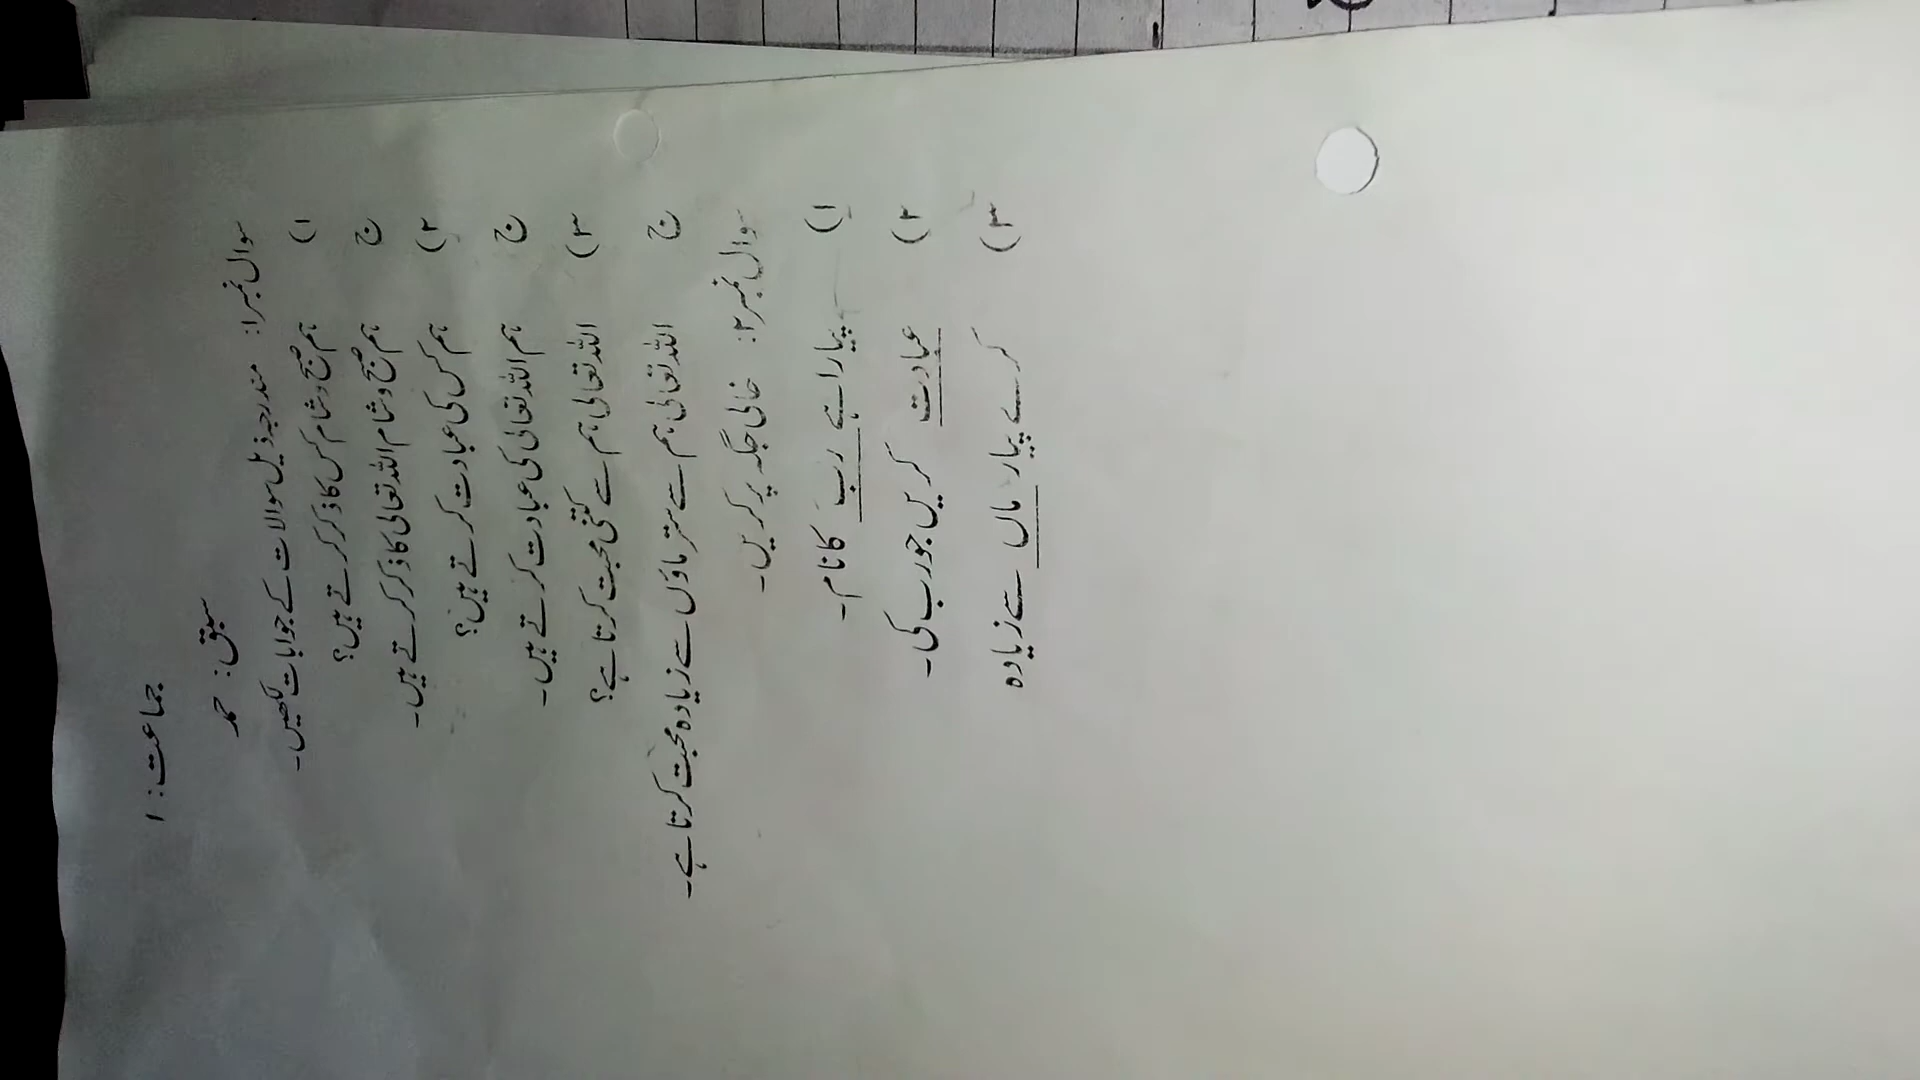 جماعت: ۱
سبق: حمد
سوال نمبر۱: مندرجہ ذیل سوالات کے جوابات لکھیں۔
۱) ہم صبح و شام کس کا ذکر کرتے ہیں؟
ج ہم صبح و شام اللہ تعالی کا ذکر کرتے ہیں۔
۲) ہم کس کی عبادت کرتے ہیں؟
ج ہم اللہ تعالی کی عبادت کرتے ہیں۔
۳) اللہ تعالی ہم سے کتنی محبت کرتا ہے؟
ج اللہ تعالی ہم سے ستر ماؤں سے زیادہ محبت کرتا ہے۔
سوال نمبر۲: خالی جگہ پر کریں۔
۱) پیارا ہے رب کا نام۔
۲) عبادت کریں جو رب کی۔
۳) کرے پیار ماں سے زیادہ